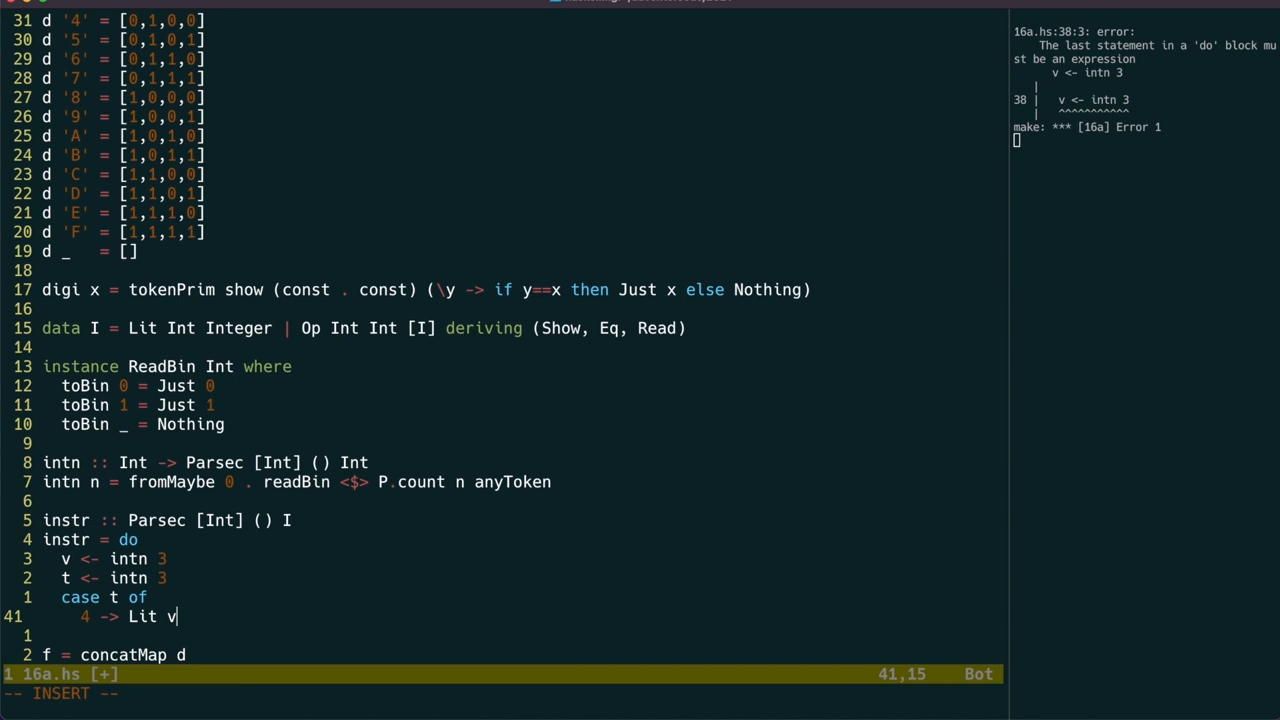 31 d '4' = [0,1,0,0]
30 d '5' = [0,1,0,1]
29 d '6' = [0,1,1,0]
28 d '7' = [0,1,1,1]
27 d '8' = [1,0,0,0]
26 d '9' = [1,0,0,1]
25 d 'A' = [1,0,1,0]
24 d 'B' = [1,0,1,1]
23 d 'C' = [1,1,0,0]
22 d 'D' = [1,1,0,1]
21 d 'E' = [1,1,1,0]
20 d 'F' = [1,1,1,1]
19 d _   = []
18
17 digi x = tokenPrim show (const . const) (\y -> if y==x then Just x else Nothing)
16
15 data I = Lit Int Integer | Op Int Int [I] deriving (Show, Eq, Read)
14
13 instance ReadBin Int where
12   toBin 0 = Just 0
11   toBin 1 = Just 1
10   toBin _ = Nothing
9
8 intn :: Int -> Parsec [Int] () Int
7 intn n = fromMaybe 0 . readBin <$> P.count n anyToken
6
5 instr :: Parsec [Int] () I
4 instr = do
3   v <- intn 3
2   t <- intn 3
1   case t of
41     4 -> Lit v
1
2 f = concatMap d
1 16a.hs [+] 41,15 Bot
-- INSERT --
16a.hs:38:3: error:
    The last statement in a 'do' block mu
st be an expression
      v <- intn 3
   |
38 |   v <- intn 3
   |   ^^^^^^^^^^^
make: *** [16a] Error 1